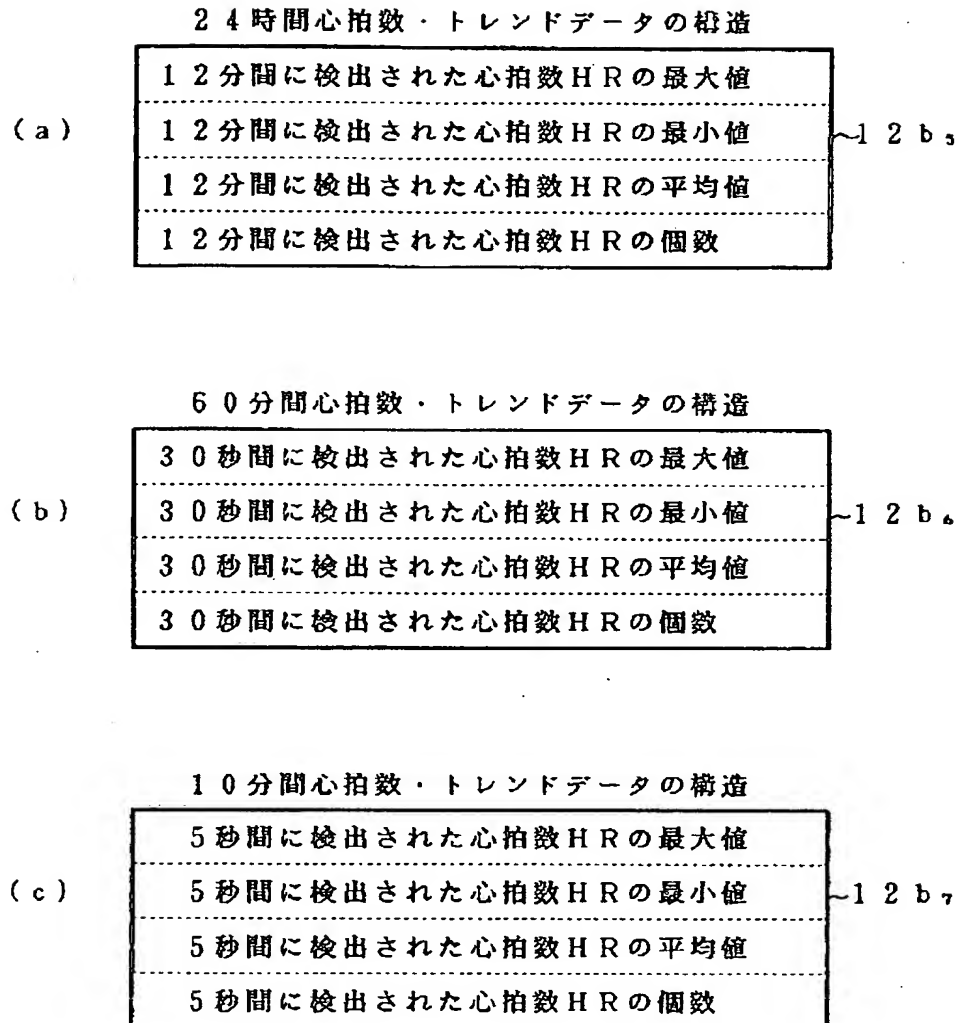 24時間心拍数・トレンドデータの構造
12分間に検出された心拍数HRの最大値
(a) 12分間に検出された心拍数HRの最小値 ~12b₅
12分間に検出された心拍数HRの平均値
12分間に検出された心拍数HRの個数
60分間心拍数・トレンドデータの構造
30秒間に検出された心拍数HRの最大値
(b) 30秒間に検出された心拍数HRの最小値 ~12b₆
30秒間に検出された心拍数HRの平均値
30秒間に検出された心拍数HRの個数
10分間心拍数・トレンドデータの構造
5秒間に検出された心拍数HRの最大値
(c) 5秒間に検出された心拍数HRの最小値 ~12b₇
5秒間に検出された心拍数HRの平均値
5秒間に検出された心拍数HRの個数